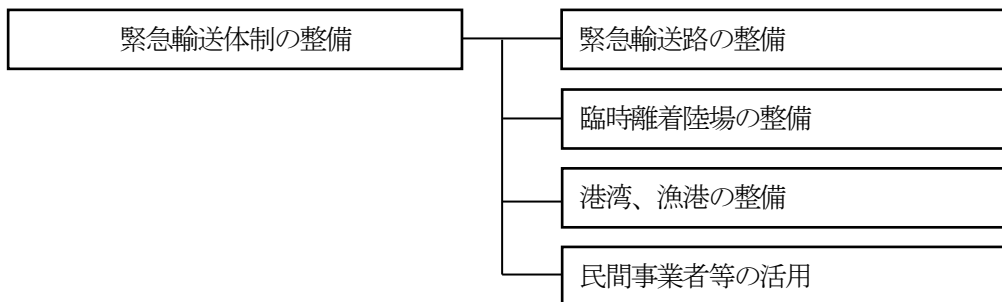 緊急輸送体制の整備
緊急輸送路の整備
臨時離着陸場の整備
港湾、漁港の整備
民間事業者等の活用